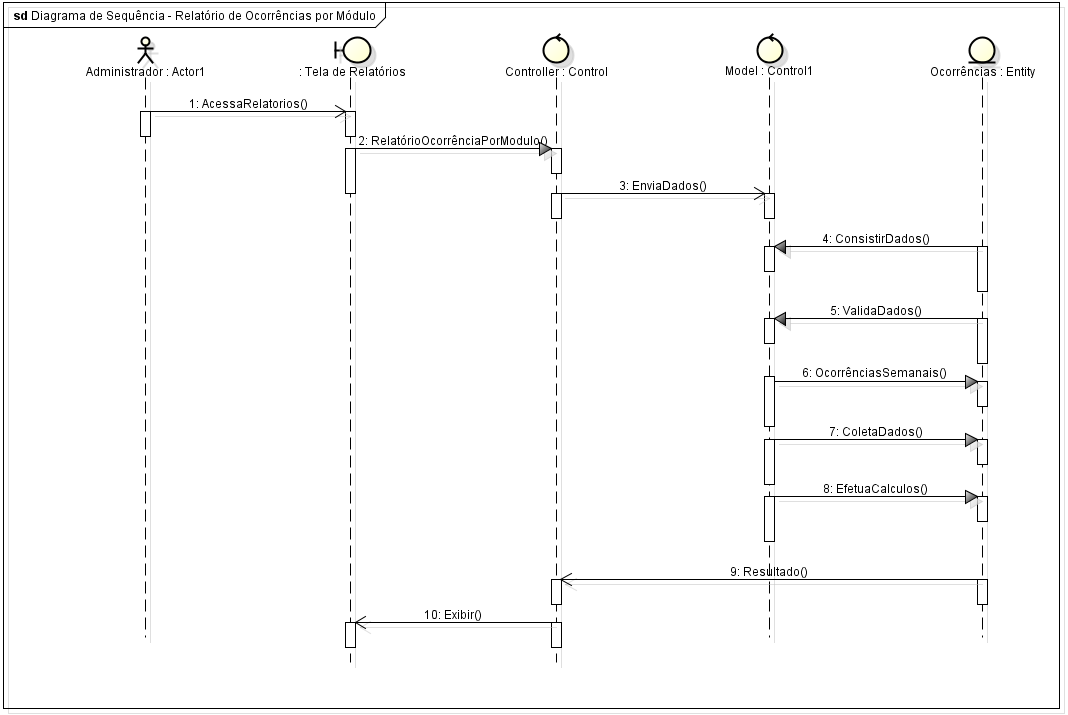 sd Diagrama de Sequência - Relatório de Ocorrências por Módulo
Administrador : Actor1
: Tela de Relatórios
Controller : Control
Model : Control1
Ocorrências : Entity
1: AcessaRelatorios()
2: RelatórioOcorrênciaPorModulo()
3: EnviaDados()
4: ConsistirDados()
5: ValidaDados()
6: OcorrênciasSemanais()
7: ColetaDados()
8: EfetuaCalculos()
9: Resultado()
10: Exibir()